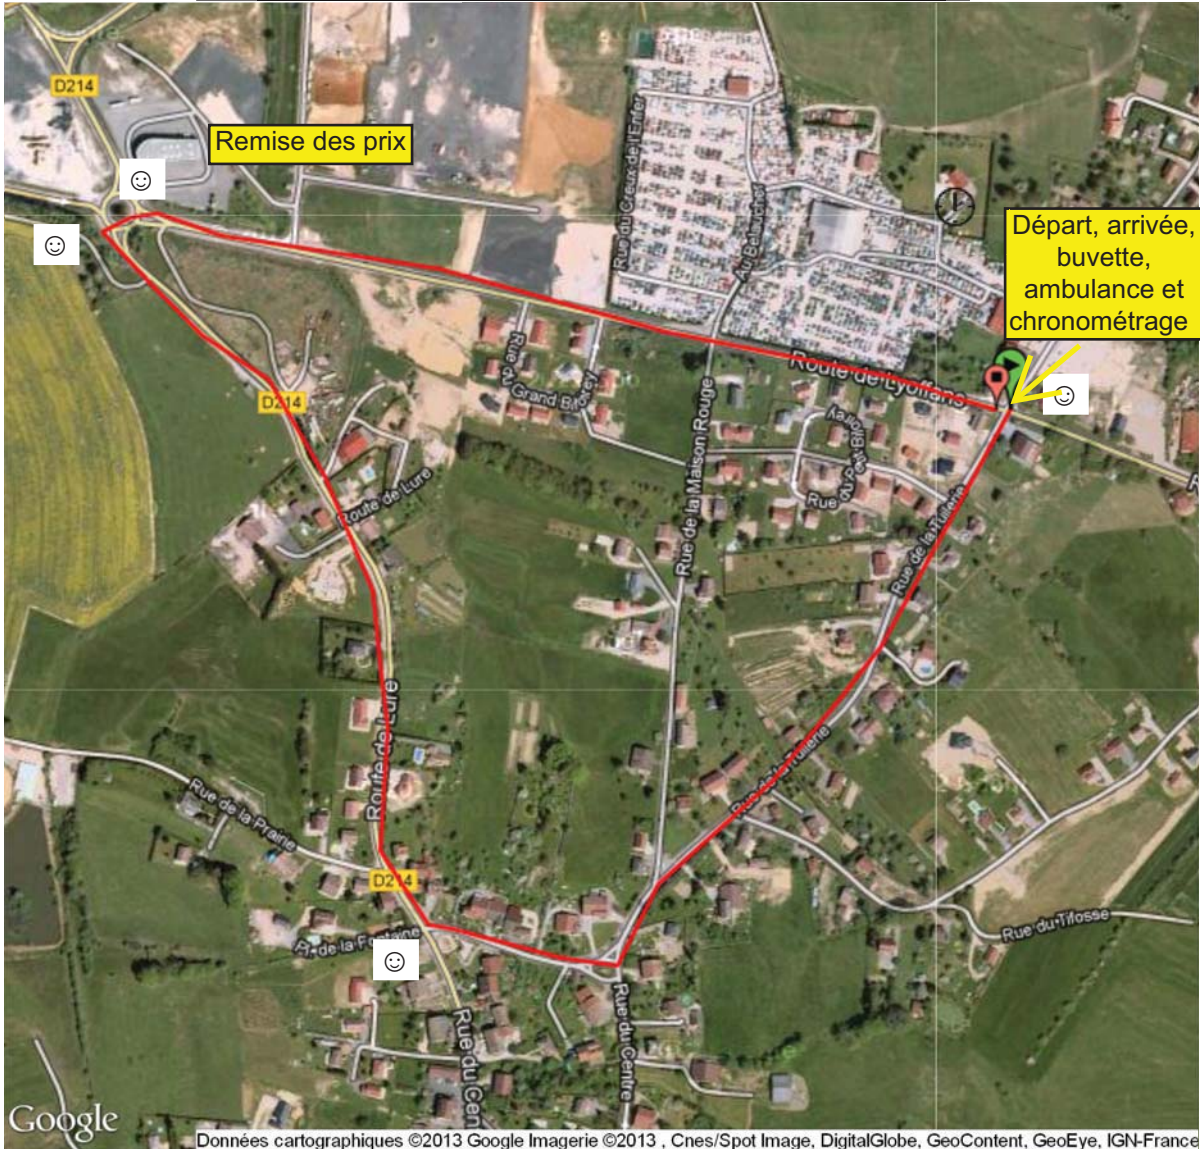 D214
Remise des prix
Rue du Ceux de l'Enfer
Départ, arrivée,
buvette,
ambulance et
chronométrage
Route de Lyoffans
Rue du Grand Biforey
D214
Rue de la Maison Rouge
Route de Lure
Rue de la Tuilerie
Route de Lure
Rue de la Tuilerie
Rue de la Prairie
D214
Rue du Tifosse
Pl. de la Fontaine
Rue du Centre
Rue du Cen
Google
Données cartographiques ©2013 Google Imagerie ©2013 , Cnes/Spot Image, DigitalGlobe, GeoContent, GeoEye, IGN-France